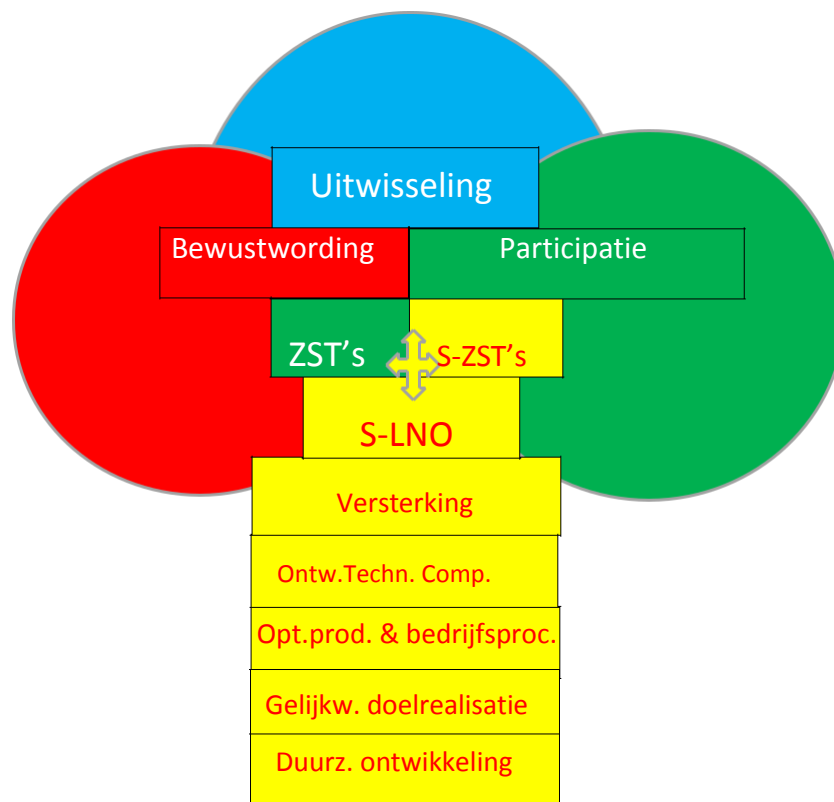 Uitwisseling
Bewustwording
Participatie
ZST’s
S-ZST’s
S-LNO
Versterking
Ontw.Techn. Comp.
Opt.prod. & bedrijfsproc.
Gelijkw. doelrealisatie
Duurz. ontwikkeling